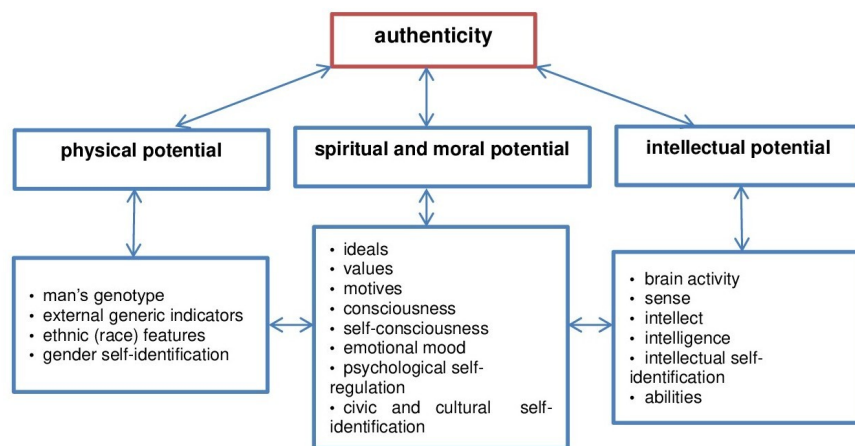 authenticity
physical potential
spiritual and moral potential
intellectual potential
• man's genotype
• external generic indicators
• ethnic (race) features
• gender self-identification
• ideals
• values
• motives
• consciousness
• self-consciousness
• emotional mood
• psychological self-
regulation
• civic and cultural self-
identification
• brain activity
• sense
• intellect
• intelligence
• intellectual self-
identification
• abilities